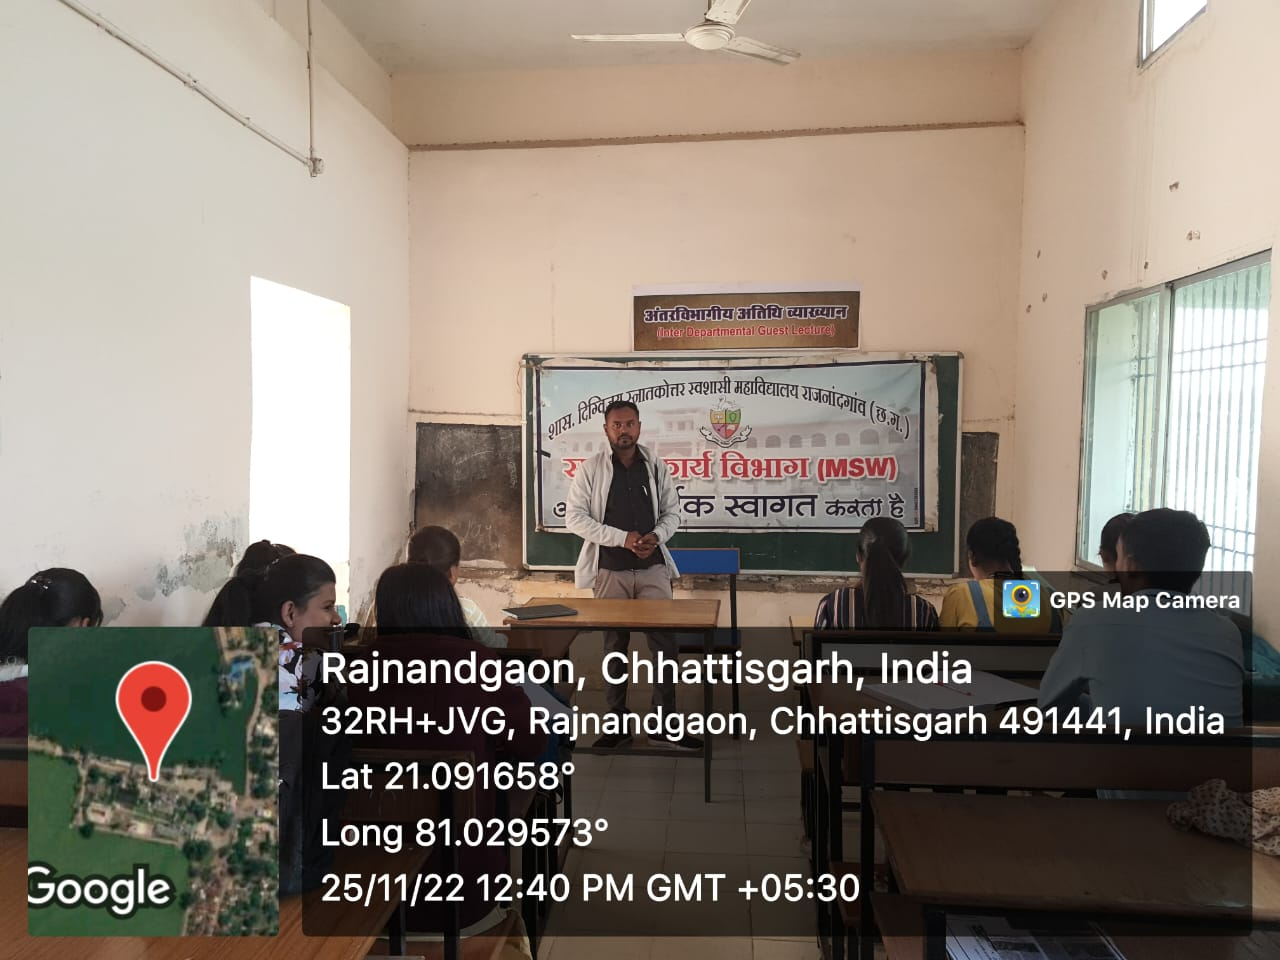 अंतरविभागीय अतिथि व्याख्यान
(Inter Departmental Guest Lecture)
शास. दिग्विजय स्नातकोत्तर स्वशासी महाविद्यालय राजनांदगांव (छ.ग.)
कार्य विभाग (MSW)
स्वागत करता है
GPS Map Camera
Rajnandgaon, Chhattisgarh, India
32RH+JVG, Rajnandgaon, Chhattisgarh 491441, India
Lat 21.091658°
Long 81.029573°
25/11/22 12:40 PM GMT +05:30
Google